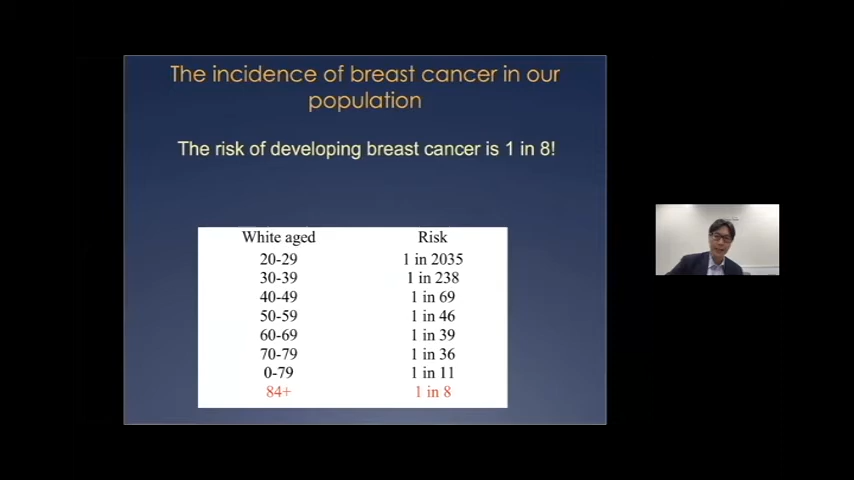 The incidence of breast cancer in our
population
The risk of developing breast cancer is 1 in 8!
White aged Risk
20-29 1 in 2035
30-39 1 in 238
40-49 1 in 69
50-59 1 in 46
60-69 1 in 39
70-79 1 in 36
0-79 1 in 11
84+ 1 in 8